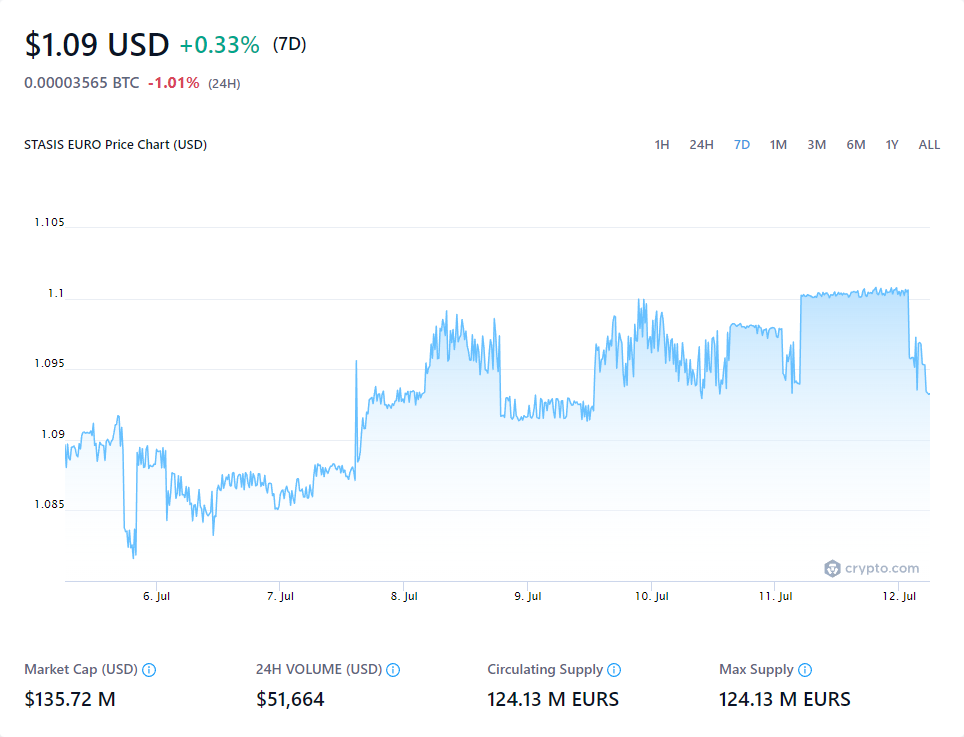 $1.09 USD +0.33% (7D)
0.00003565 BTC -1.01% (24H)
STASIS EURO Price Chart (USD) 1H 24H 7D 1M 3M 6M 1Y ALL
1.105
1.1
1.095
1.09
1.085
crypto.com
6. Jul 7. Jul 8. Jul 9. Jul 10. Jul 11. Jul 12. Jul
Market Cap (USD) 24H VOLUME (USD) Circulating Supply Max Supply
$135.72 M $51,664 124.13 M EURS 124.13 M EURS